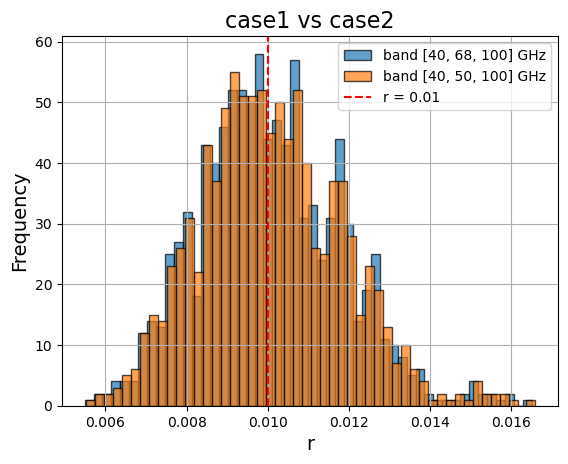 case1 vs case2
band [40, 68, 100] GHz
band [40, 50, 100] GHz
r = 0.01
Frequency
60
50
40
30
20
10
0
0.006 0.008 0.010 0.012 0.014 0.016
r